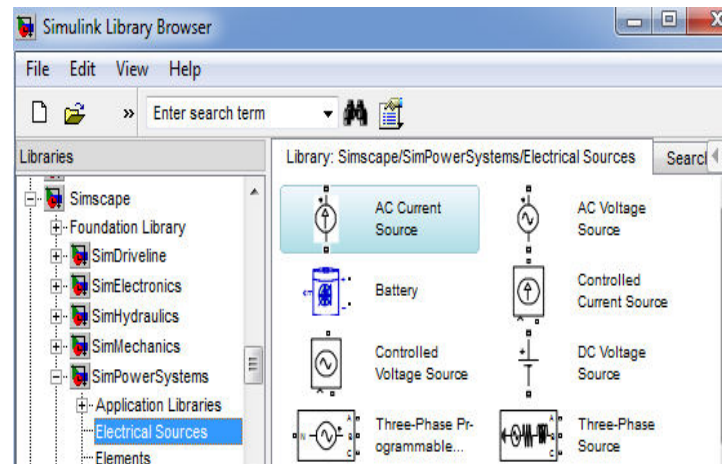 Simulink Library Browser
File Edit View Help
» Enter search term
Libraries
Library: Simscape/SimPowerSystems/Electrical Sources
Searcl
Simscape
Foundation Library
SimDriveline
SimElectronics
SimHydraulics
SimMechanics
SimPowerSystems
Application Libraries
Electrical Sources
Elements
AC Current
Source
AC Voltage
Source
Battery
Controlled
Current Source
Controlled
Voltage Source
DC Voltage
Source
Three-Phase Pr-
ogrammable...
Three-Phase
Source